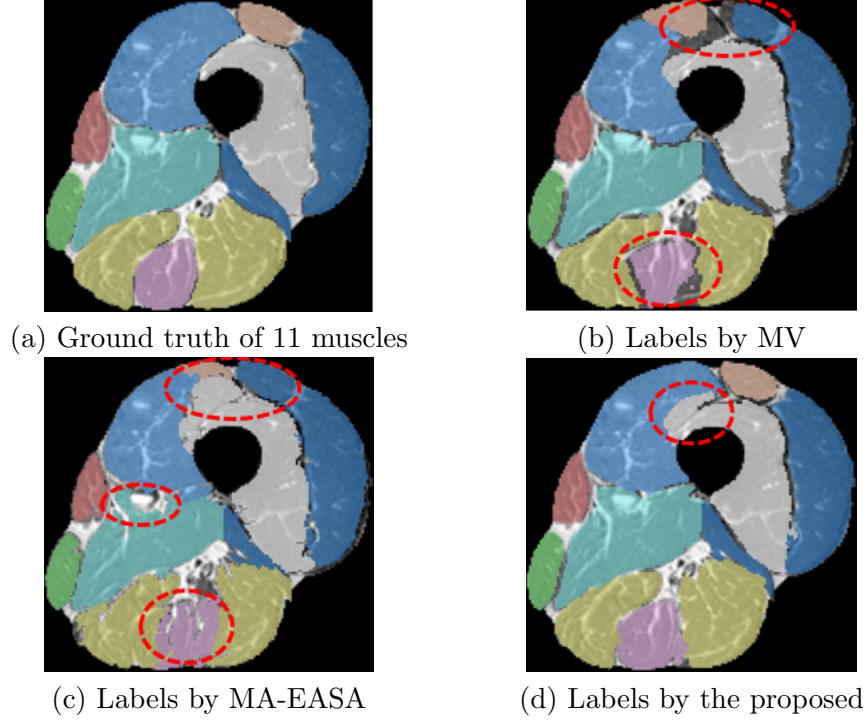 (a) Ground truth of 11 muscles
(b) Labels by MV
(c) Labels by MA-EASA
(d) Labels by the proposed